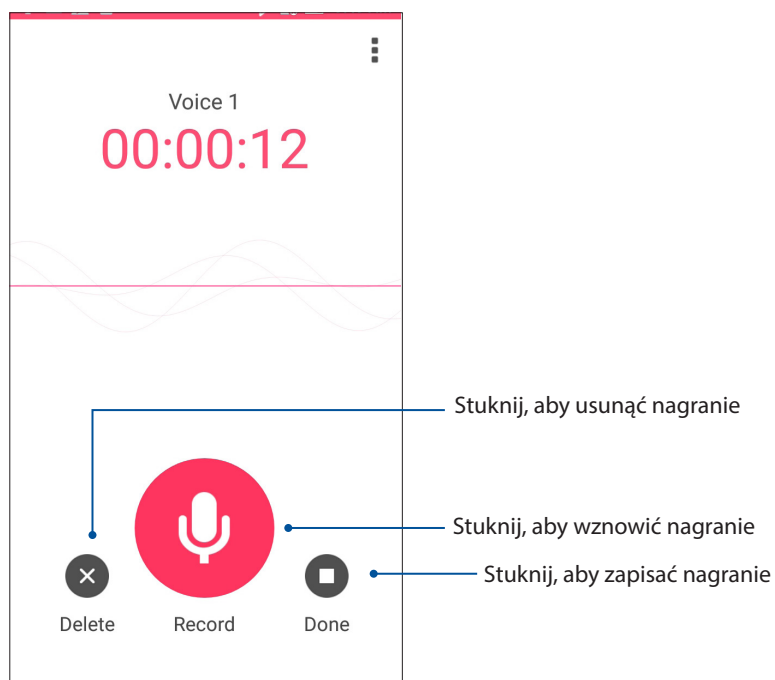 Voice 1
00:00:12
Stuknij, aby usunąć nagranie
Stuknij, aby wznowić nagranie
Stuknij, aby zapisać nagranie
Delete
Record
Done